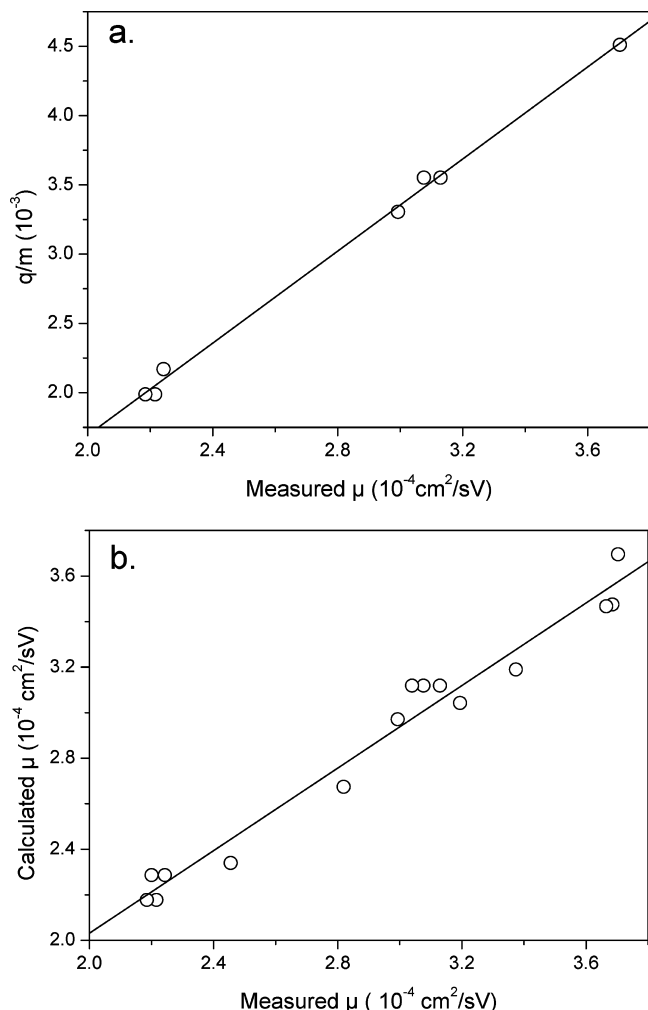 a.
4.5
4.0
3.5
3.0
2.5
2.0
q/m (10⁻³)
2.0 2.4 2.8 3.2 3.6
Measured μ (10⁻⁴cm²/sV)
b.
3.6
3.2
2.8
2.4
2.0
Calculated μ (10⁻⁴ cm²/sV)
2.0 2.4 2.8 3.2 3.6
Measured μ ( 10⁻⁴ cm²/sV)